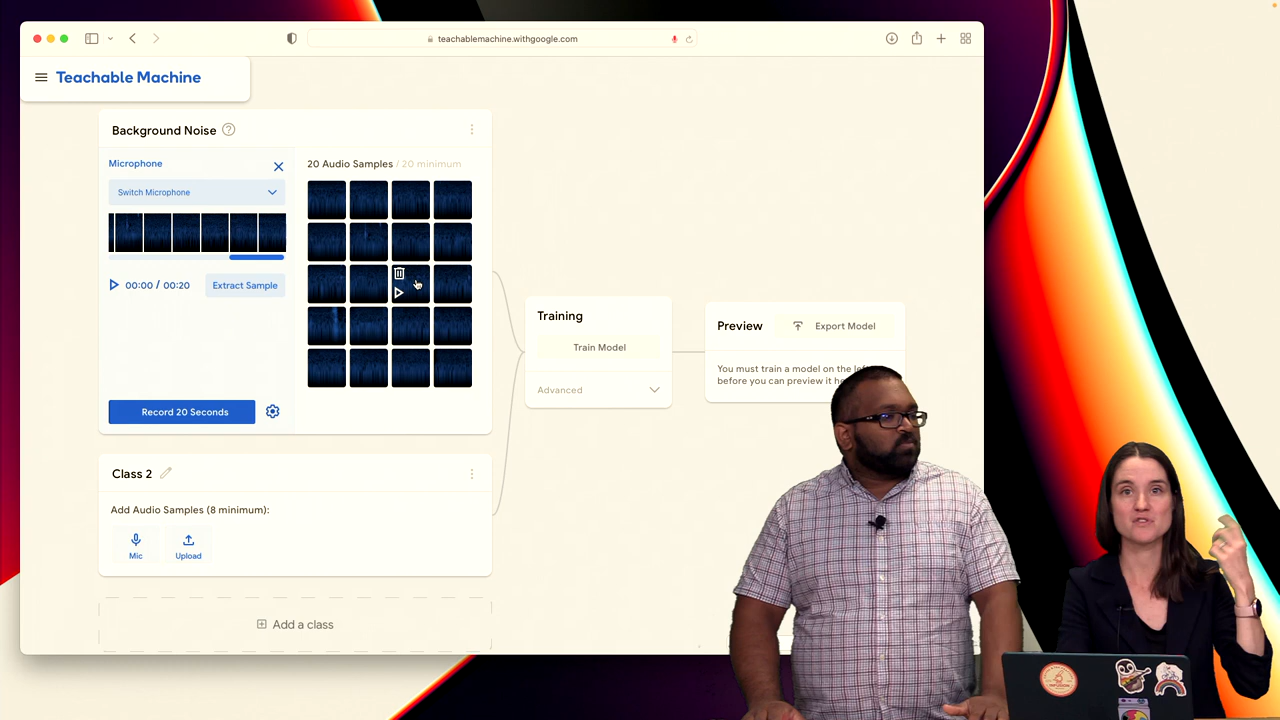 teachablemachine.withgoogle.com
Teachable Machine
Background Noise ?
Microphone
Switch Microphone
00:00 / 00:20
Extract Sample
Record 20 Seconds
20 Audio Samples / 20 minimum
Class 2
Add Audio Samples (8 minimum):
Mic
Upload
Add a class
Training
Train Model
Advanced
Preview
Export Model
You must train a model on the
before you can preview it